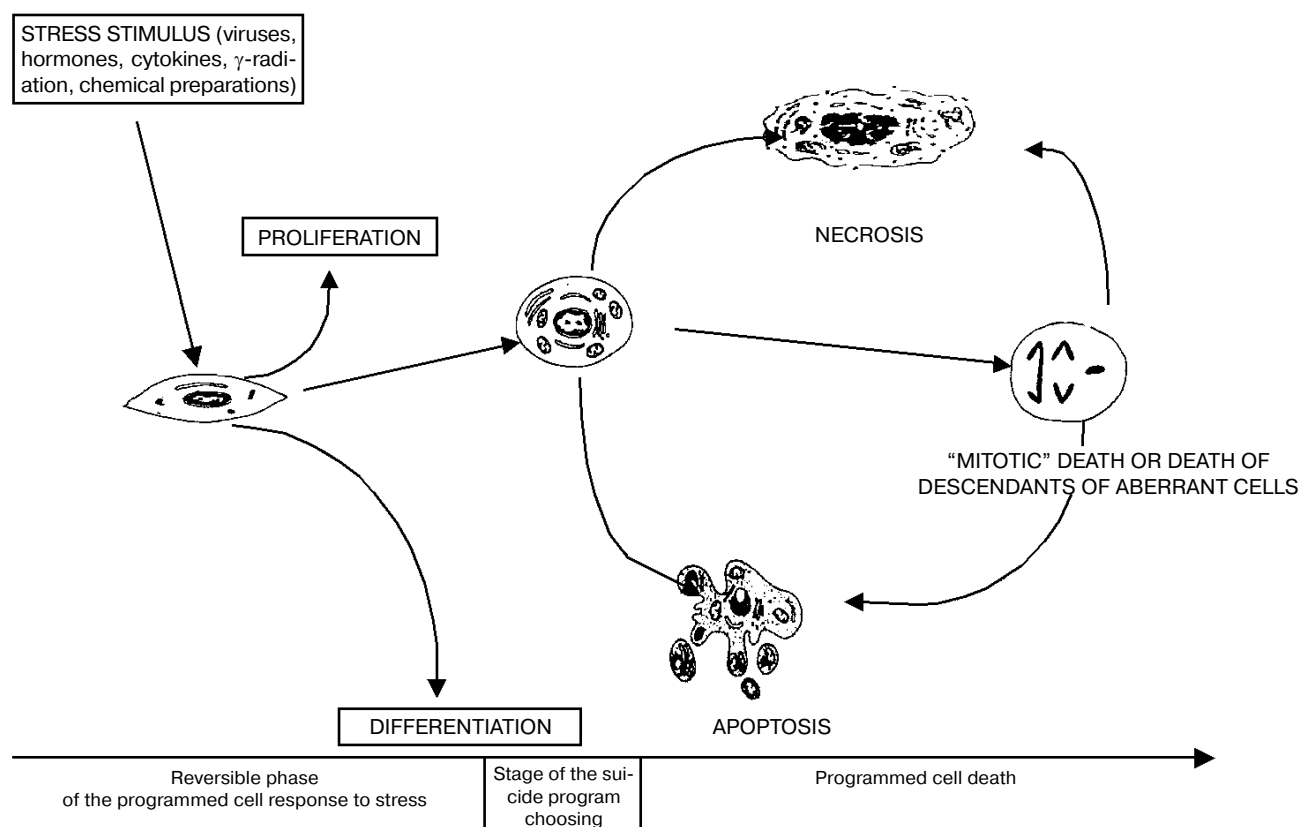 STRESS STIMULUS (viruses,
hormones, cytokines, γ-radi-
ation, chemical preparations)
PROLIFERATION
NECROSIS
“MITOTIC” DEATH OR DEATH OF
DESCENDANTS OF ABERRANT CELLS
DIFFERENTIATION
APOPTOSIS
Reversible phase
of the programmed cell response to stress
Stage of the sui-
cide program
choosing
Programmed cell death